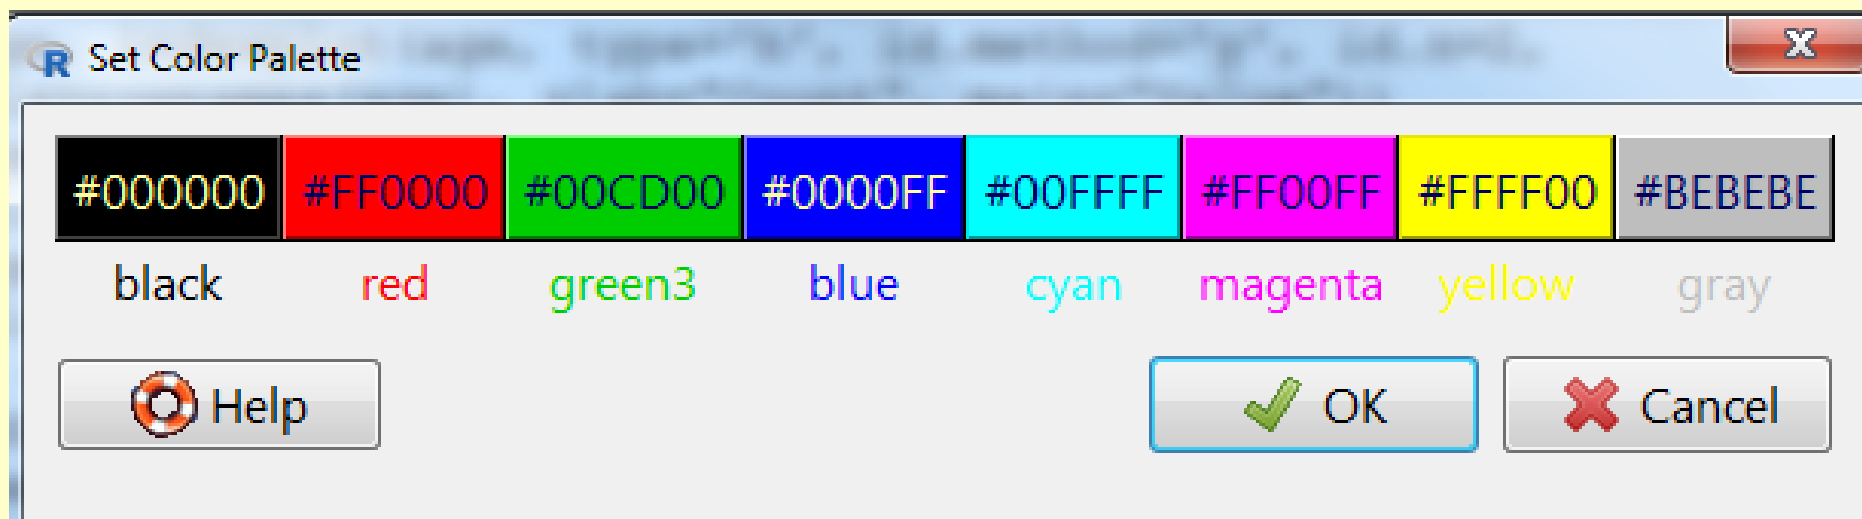 R Set Color Palette
#000000 #FF0000 #00CD00 #0000FF #00FFFF #FF00FF #FFFF00 #BEBEBE
black red green3 blue cyan magenta yellow gray
Help OK Cancel